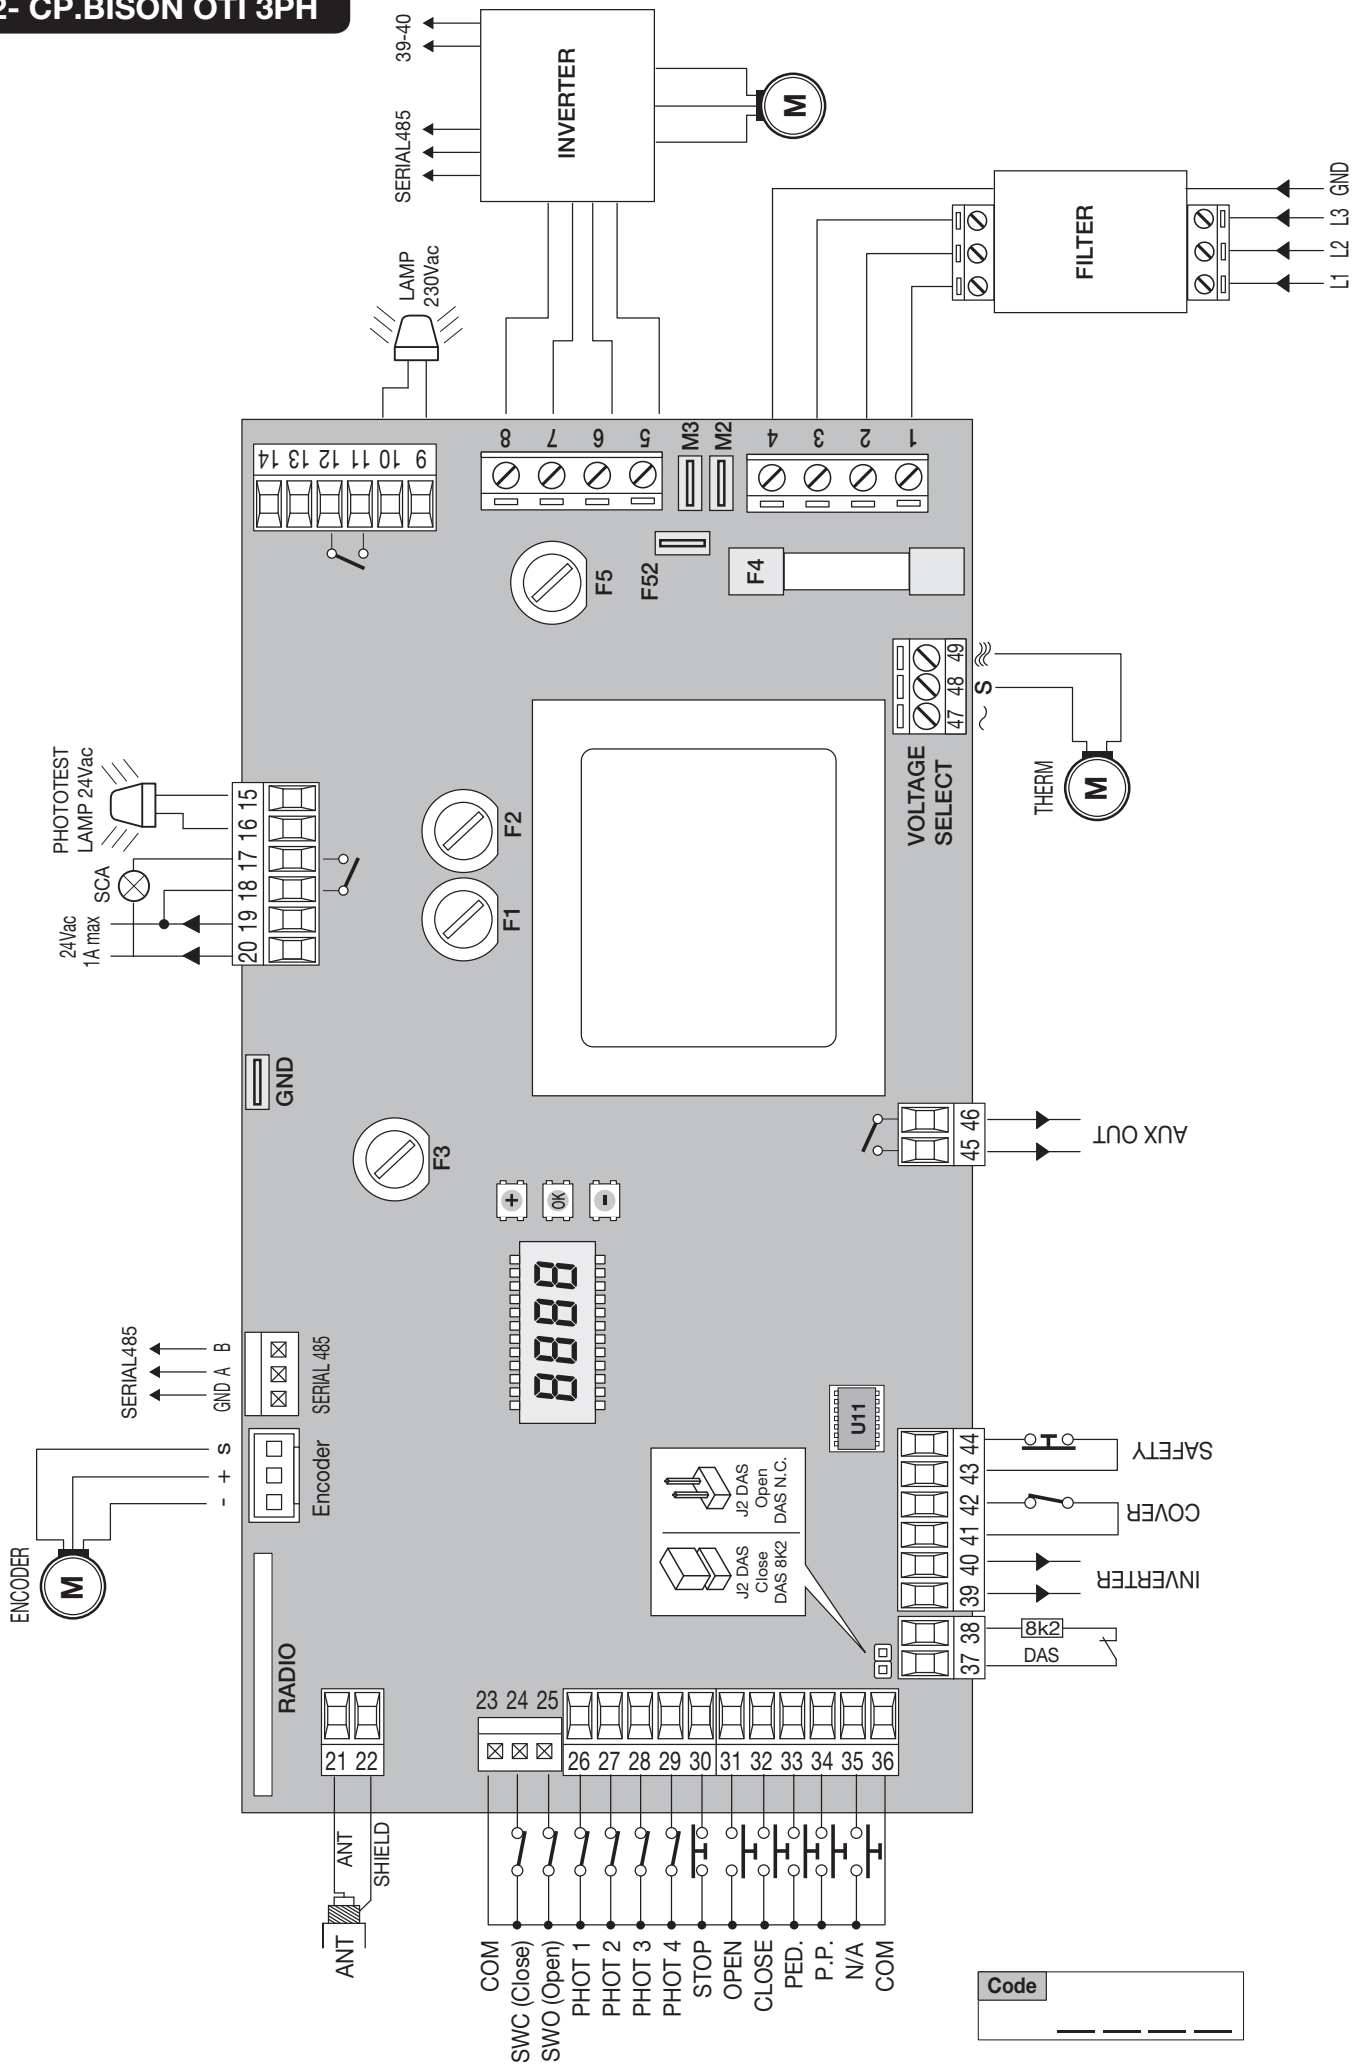 2- CP.BISON OTI 3PH
39-40
SERIAL485
INVERTER
M
LAMP
230Vac
FILTER
GND
L3
L2
L1
14 13 12 11 10 9
8 7 6 5
M3
M2
4 3 2 1
F5
F52
F4
PHOTOTEST
LAMP 24Vac
SCA
24Vac
1A max
20 19 18 17 16 15
F2
F1
VOLTAGE
SELECT
47 48 49
S
THERM
M
GND
F3
+
OK
-
8888
45 46
AUX OUT
SERIAL485
GND A B
SERIAL 485
ENCODER
M
- + S
Encoder
U11
J2 DAS
Close
DAS 8K2
J2 DAS
Open
DAS N.C.
37 38 39 40 41 42 43 44
8k2
DAS
INVERTER
COVER
SAFETY
RADIO
21 22
ANT
SHIELD
ANT
23 24 25
26 27 28 29 30 31 32 33 34 35 36
COM
SWC (Close)
SWO (Open)
PHOT 1
PHOT 2
PHOT 3
PHOT 4
STOP
OPEN
CLOSE
PED.
P.P.
N/A
COM
Code